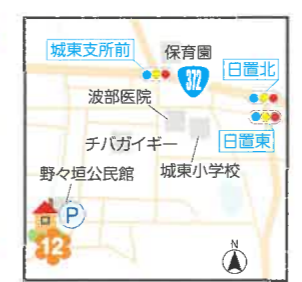 城東支所前
保育園
372
日置北
波部医院
日置東
チバガイギー
城東小学校
野々垣公民館
P
12
N